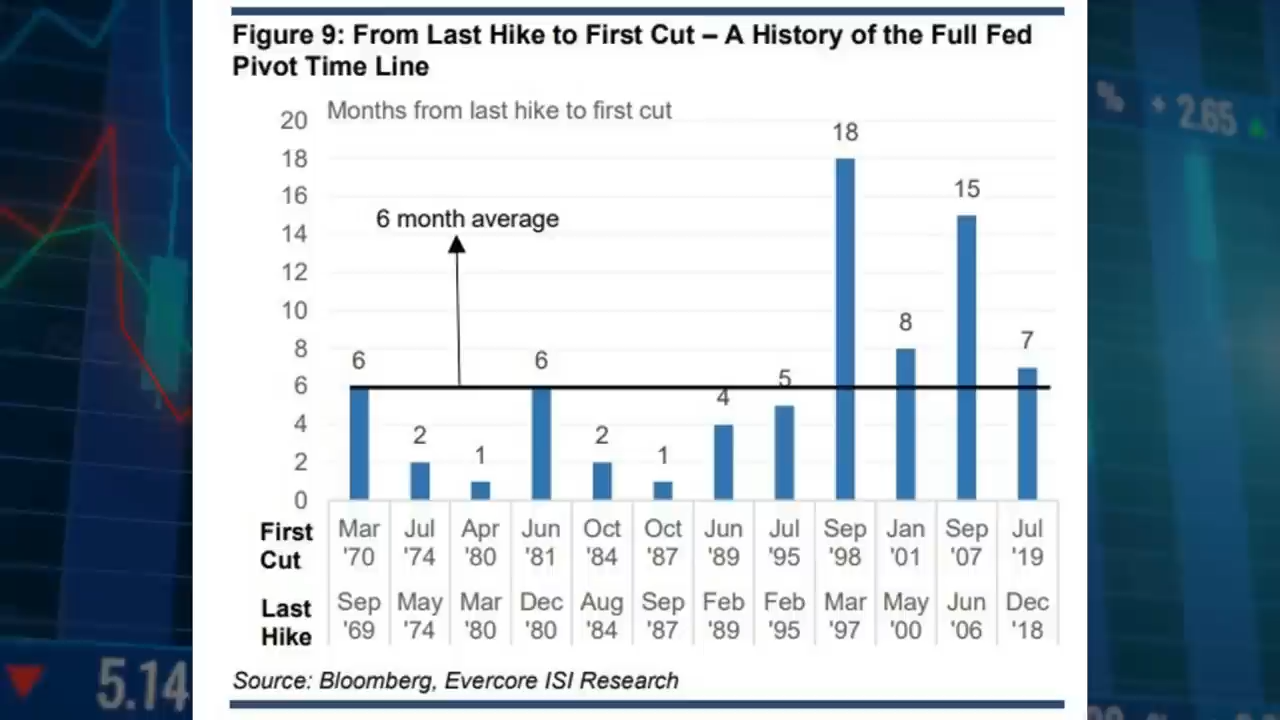 Figure 9: From Last Hike to First Cut – A History of the Full Fed
Pivot Time Line
Months from last hike to first cut
20
18
16
14
12
10
8
6
4
2
0
6 month average
6
2
1
6
2
1
4
5
18
8
15
7
First Cut
Mar '70
Jul '74
Apr '80
Jun '81
Oct '84
Oct '87
Jun '89
Jul '95
Sep '98
Jan '01
Sep '07
Jul '19
Last Hike
Sep '69
May '74
Mar '80
Dec '80
Aug '84
Sep '87
Feb '89
Feb '95
Mar '97
May '00
Jun '06
Dec '18
Source: Bloomberg, Evercore ISI Research
5.14
% + 2.65